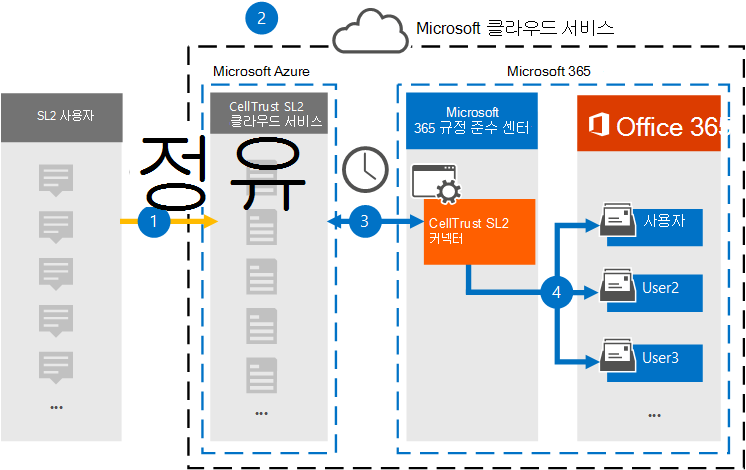 2
Microsoft 클라우드 서비스
Microsoft Azure
Microsoft 365
SL2 사용자
CellTrust SL2
클라우드 서비스
Microsoft
365 규정 준수 센터
Office 365
정유
1
3
CellTrust SL2
커넥터
사용자
4
User2
User3
...
...
...